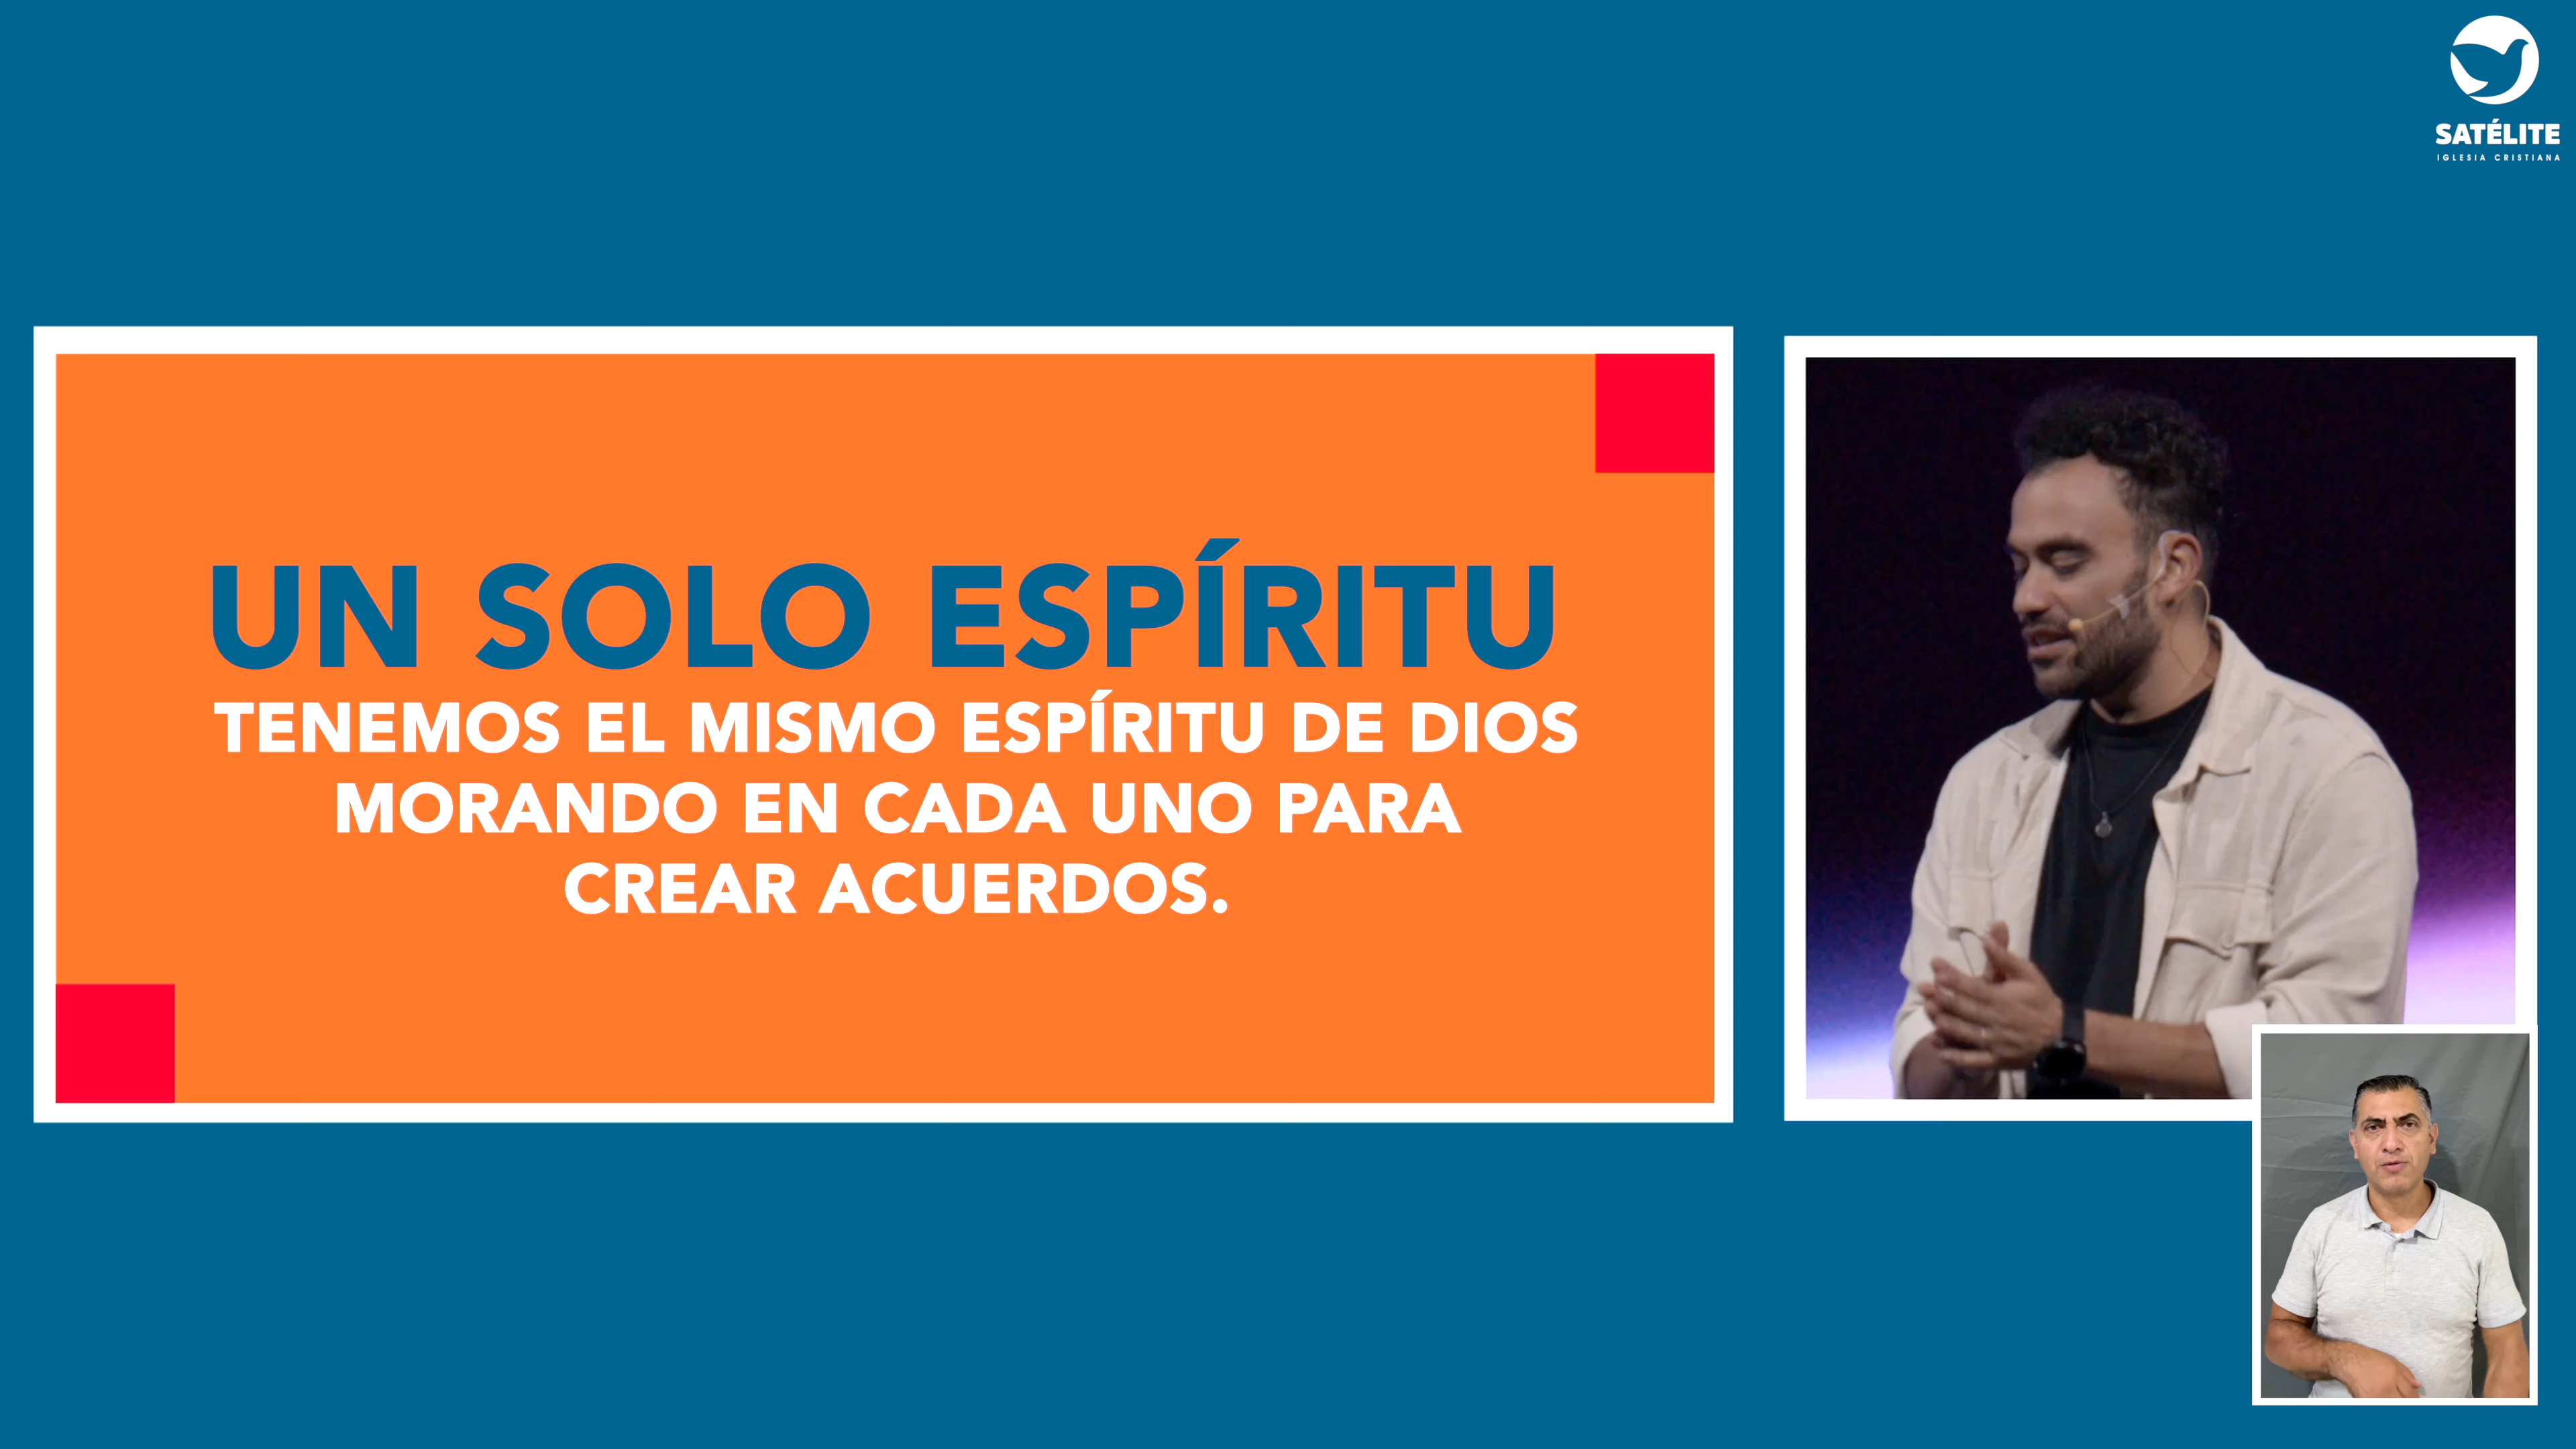 SATÉLITE
IGLESIA CRISTIANA
UN SOLO ESPÍRITU
TENEMOS EL MISMO ESPÍRITU DE DIOS
MORANDO EN CADA UNO PARA
CREAR ACUERDOS.